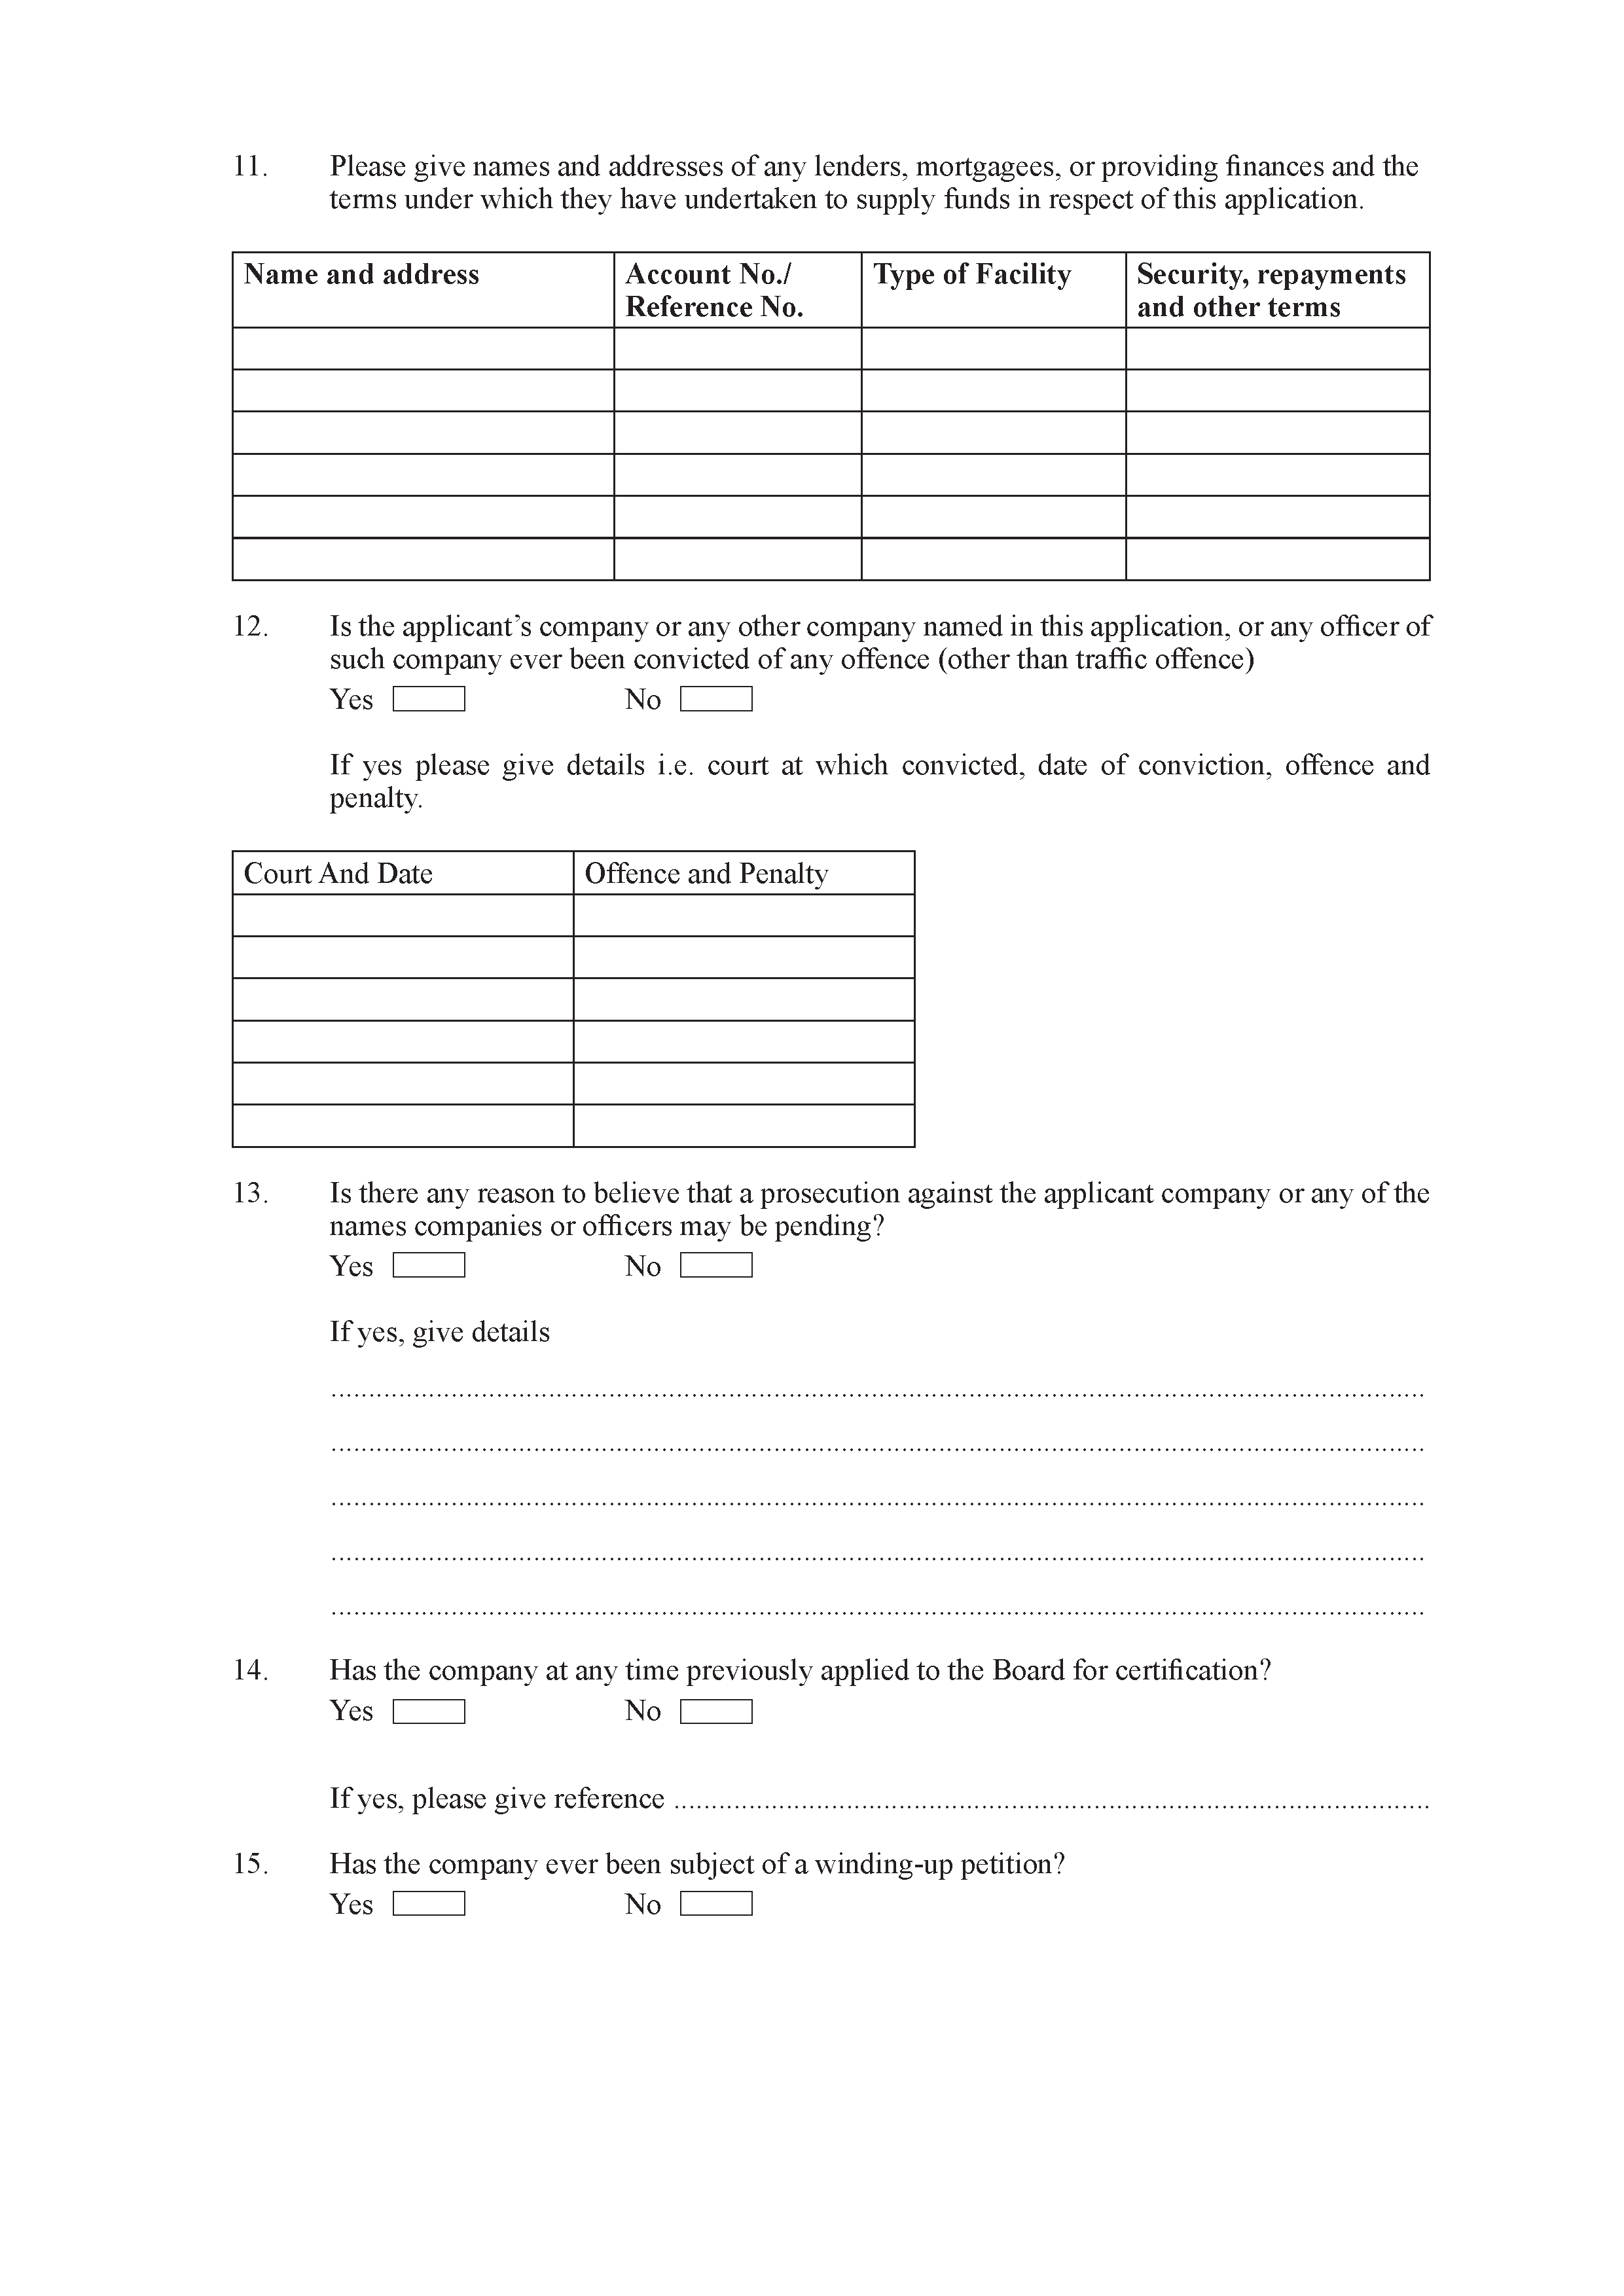 11. Please give names and addresses of any lenders, mortgagees, or providing finances and the
terms under which they have undertaken to supply funds in respect of this application.
Name and address Account No./ Type of Facility Security, repayments
Reference No. and other terms
12. Is the applicant’s company or any other company named in this application, or any officer of
such company ever been convicted of any offence (other than traffic offence)
Yes No
If yes please give details i.e. court at which convicted, date of conviction, offence and
penalty.
Court And Date Offence and Penalty
13. Is there any reason to believe that a prosecution against the applicant company or any of the
names companies or officers may be pending?
Yes No
If yes, give details
14. Has the company at any time previously applied to the Board for certification?
Yes No
If yes, please give reference
15. Has the company ever been subject of a winding-up petition?
Yes No